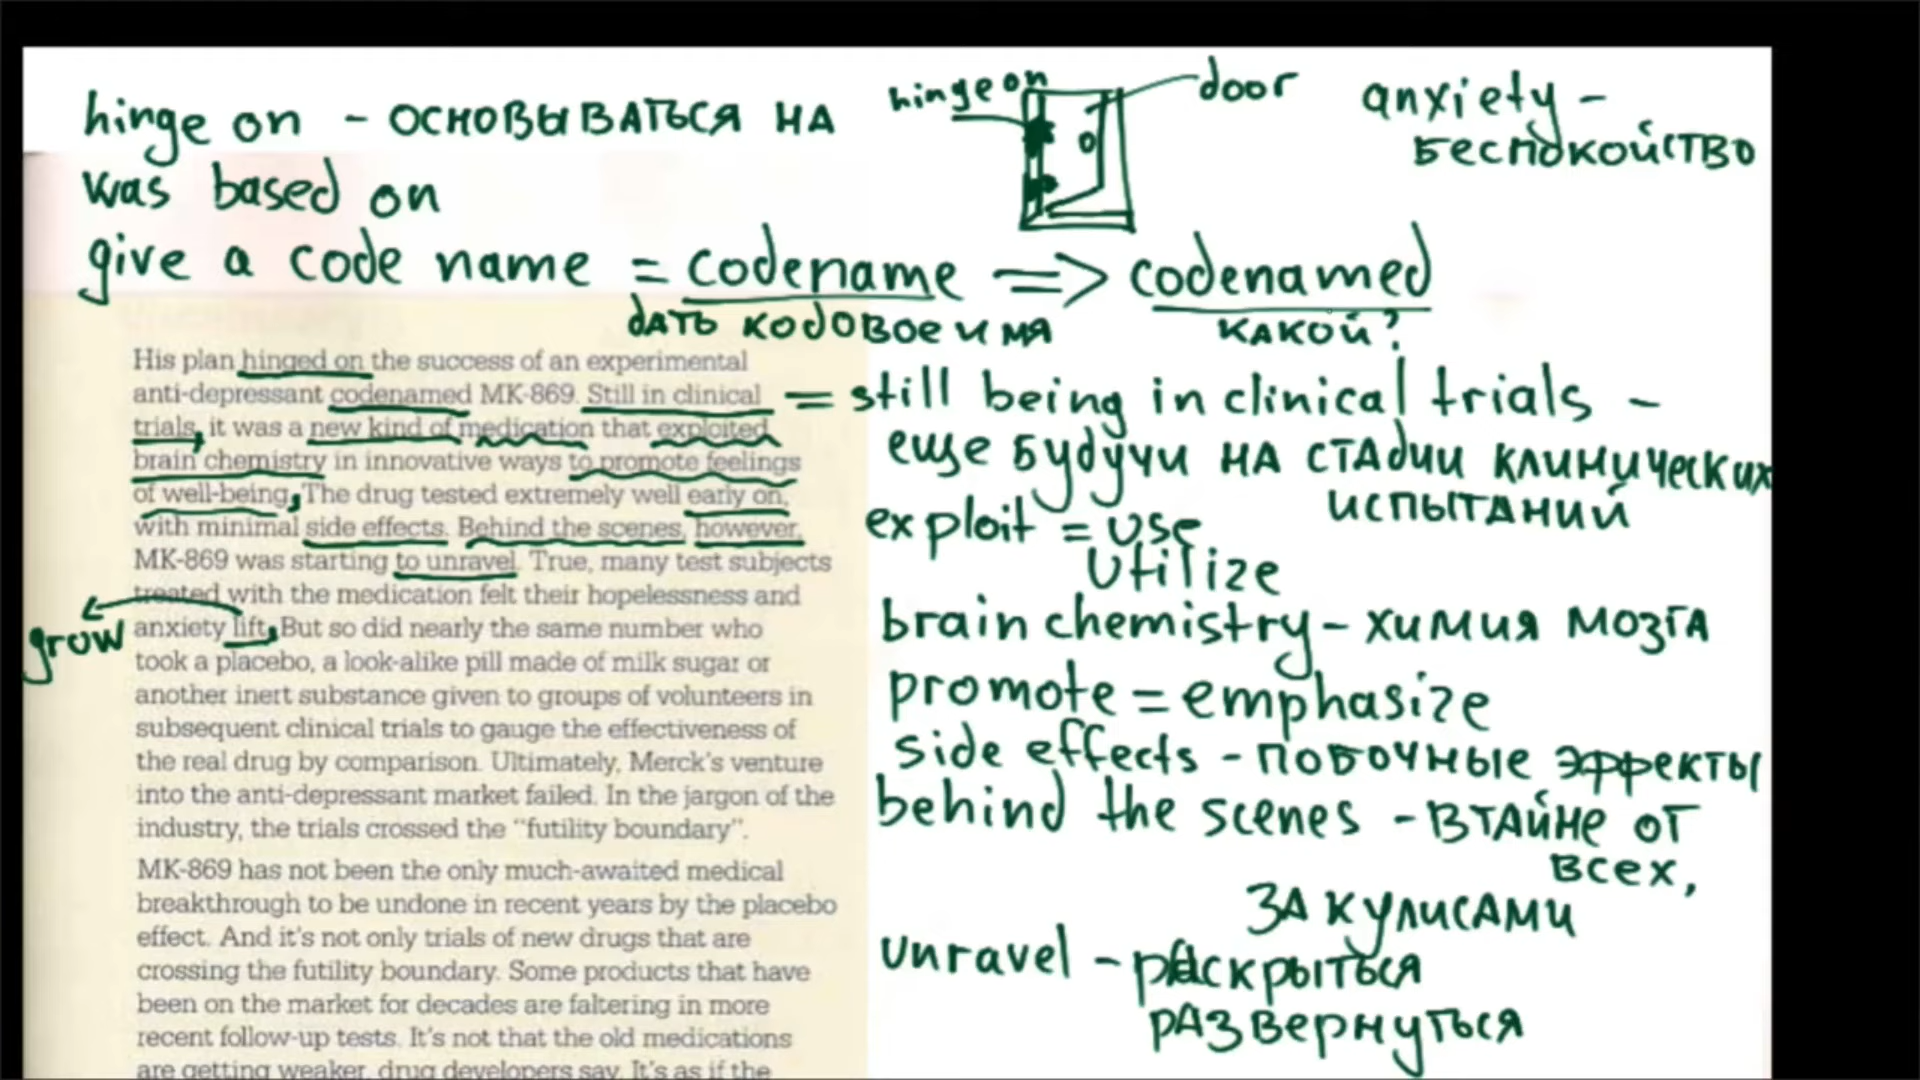 hinge on - ОСНОВЫВАТЬСЯ НА
hinge on
door
anxiety -
БЕСПОКОЙСТВО
was based on
give a code name = codename => codenamed
дАТЬ КОдОВОЕ ИМЯ
КАКОЙ?
His plan hinged on the success of an experimental
anti-depressant codenamed MK-869. Still in clinical
trials, it was a new kind of medication that exploited
brain chemistry in innovative ways to promote feelings
of well-being. The drug tested extremely well early on,
with minimal side effects. Behind the scenes, however,
MK-869 was starting to unravel. True, many test subjects
treated with the medication felt their hopelessness and
anxiety lift. But so did nearly the same number who
took a placebo, a look-alike pill made of milk sugar or
another inert substance given to groups of volunteers in
subsequent clinical trials to gauge the effectiveness of
the real drug by comparison. Ultimately, Merck's venture
into the anti-depressant market failed. In the jargon of the
industry, the trials crossed the "futility boundary".
MK-869 has not been the only much-awaited medical
breakthrough to be undone in recent years by the placebo
effect. And it's not only trials of new drugs that are
crossing the futility boundary. Some products that have
been on the market for decades are faltering in more
recent follow-up tests. It's not that the old medications
are getting weaker, drug developers say. It's as if the
grow
= still being in clinical trials -
еще БУДУЧИ НА СТАДИИ КЛИНИЧЕСКИХ
ИСПЫТАНИЙ
exploit = use
utilize
brain chemistry - ХИМИЯ МОЗГА
promote = emphasize
side effects - ПОБОЧНЫЕ ЭФФЕКТЫ
behind the scenes - ВТАЙНЕ ОТ
ВСЕХ,
ЗА КУЛИСАМИ
unravel - РАСКРЫТЬСЯ
РАЗВЕРНУТЬСЯ